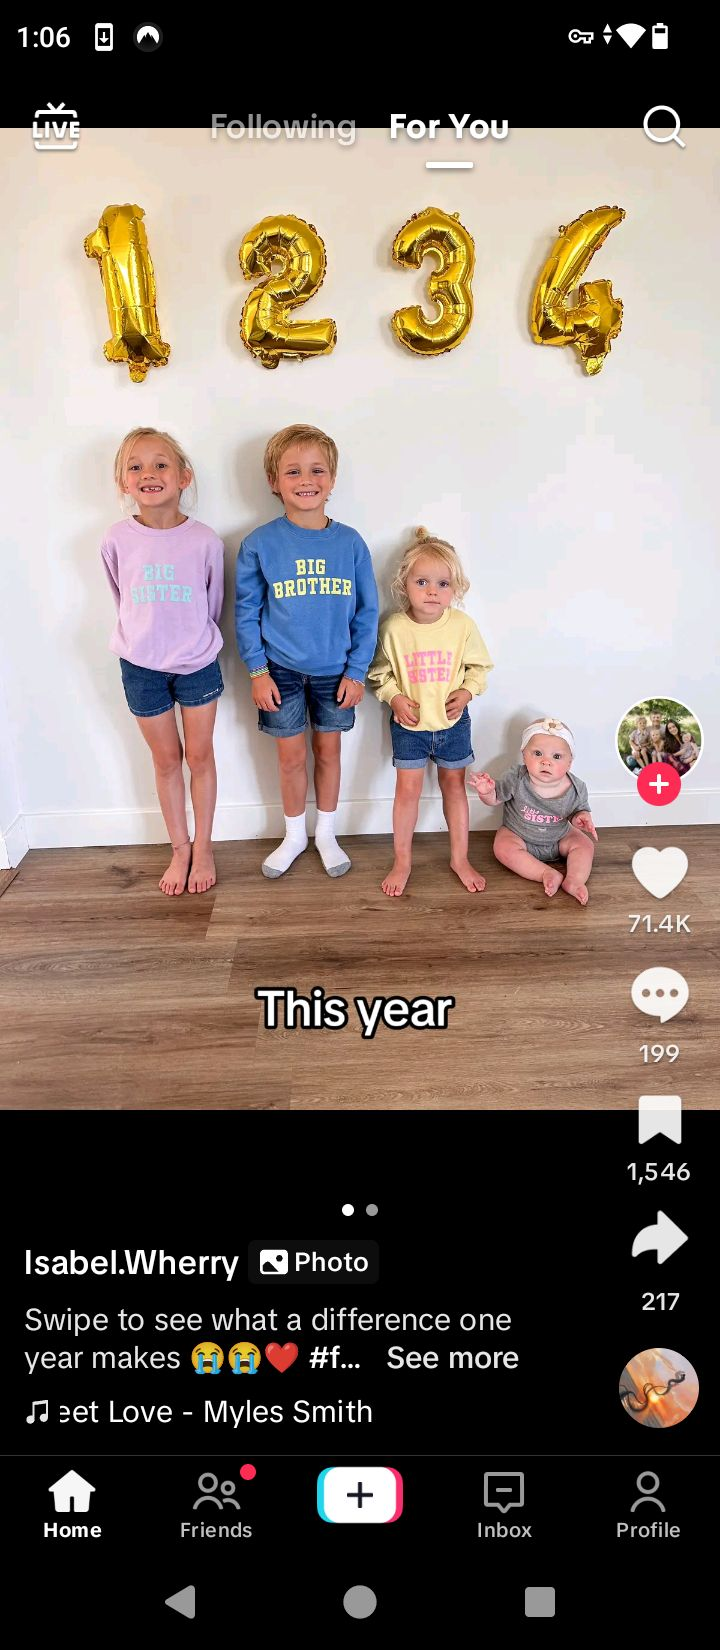 1:06
LIVE
Following For You
1 2 3 4
BIG
SISTER
BIG
BROTHER
LITTLE
SISTER
little
SISTER
This year
71.4K
199
1,546
217
Isabel.Wherry Photo
Swipe to see what a difference one
year makes 😭😭❤️ #f... See more
eet Love - Myles Smith
Home Friends Inbox Profile